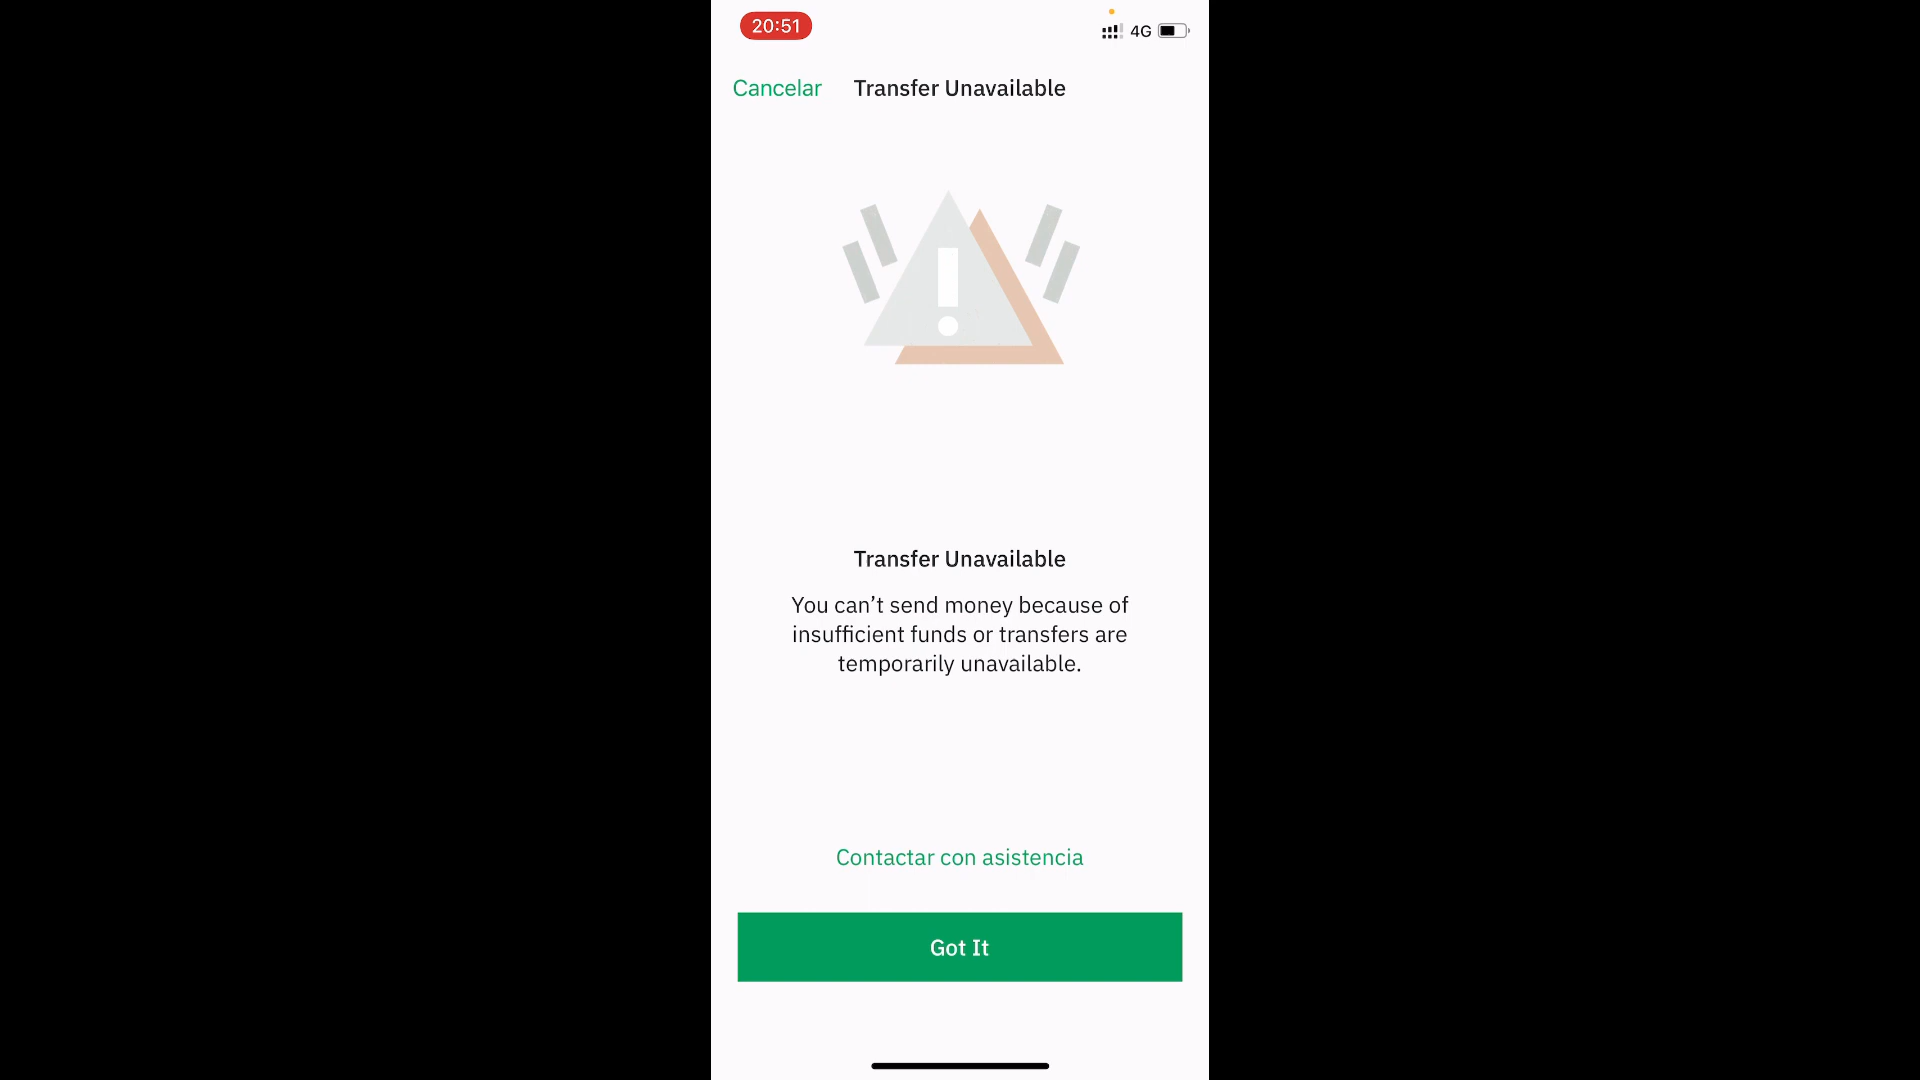 20:51
4G
Cancelar
Transfer Unavailable
Transfer Unavailable
You can’t send money because of
insufficient funds or transfers are
temporarily unavailable.
Contactar con asistencia
Got It